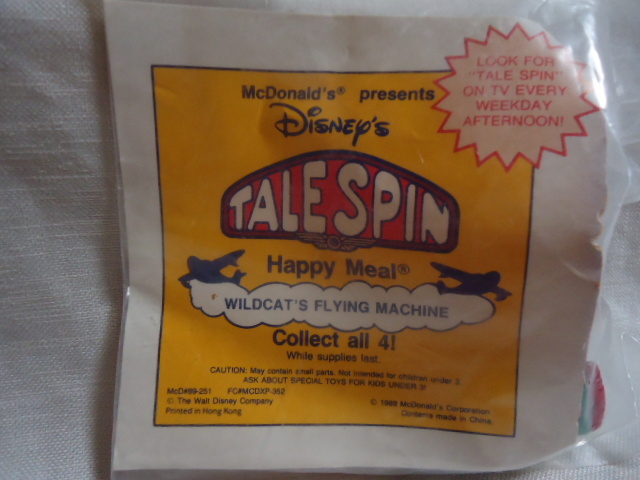 LOOK FOR
"TALE SPIN"
ON TV EVERY
WEEKDAY
AFTERNOON!
McDonald's® presents
Disney's
TALE SPIN
Happy Meal®
WILDCAT'S FLYING MACHINE
Collect all 4!
While supplies last.
CAUTION: May contain small parts. Not intended for children under 3.
ASK ABOUT SPECIAL TOYS FOR KIDS UNDER 3!
McD#89-251 FC#MCDXF-352
© The Walt Disney Company
Printed in Hong Kong
© 1989 McDonald's Corporation
Contents made in China.